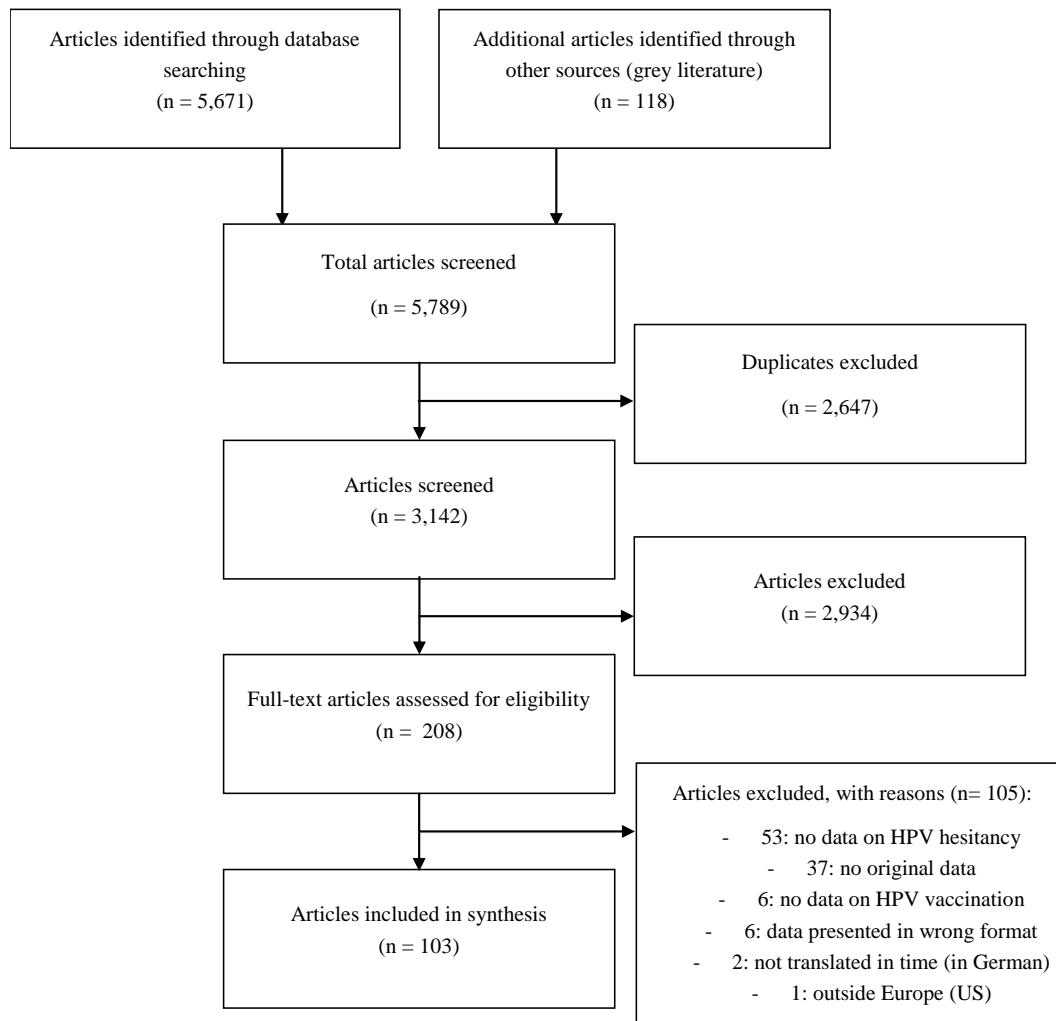 Articles identified through database
searching
(n = 5,671)
Additional articles identified through
other sources (grey literature)
(n = 118)
Total articles screened
(n = 5,789)
Duplicates excluded
(n = 2,647)
Articles screened
(n = 3,142)
Articles excluded
(n = 2,934)
Full-text articles assessed for eligibility
(n =  208)
Articles excluded, with reasons (n= 105):
- 53: no data on HPV hesitancy
- 37: no original data
- 6: no data on HPV vaccination
- 6: data presented in wrong format
- 2: not translated in time (in German)
- 1: outside Europe (US)
Articles included in synthesis
(n = 103)